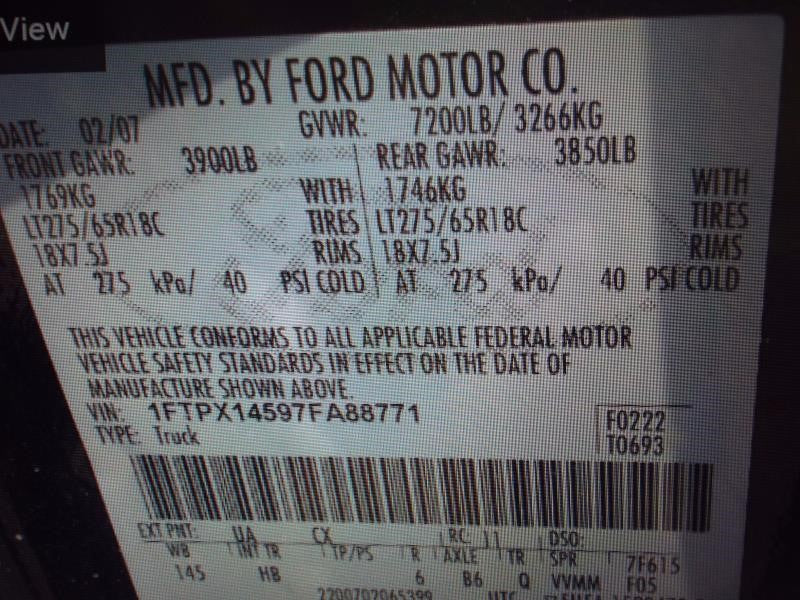 View
MFD. BY FORD MOTOR CO.
DATE: 02/07 GVWR: 7200LB/ 3266KG
FRONT GAWR: 3900LB REAR GAWR: 3850LB
1769KG WITH 1746KG WITH
LT275/65R18C TIRES LT275/65R18C TIRES
18X7.5J RIMS 18X7.5J RIMS
AT 275 kPa/ 40 PSI COLD AT 275 kPa/ 40 PSI COLD
THIS VEHICLE CONFORMS TO ALL APPLICABLE FEDERAL MOTOR
VEHICLE SAFETY STANDARDS IN EFFECT ON THE DATE OF
MANUFACTURE SHOWN ABOVE.
VIN: 1FTPX14597FA88771 F0222
TYPE: Truck T0693
EXT PNT: UA CX RC: 11 DSO:
WB INT TR TP/PS R AXLE TR SPR 7F615
145 HB 6 B6 Q VVMM F05
2200702065399 UTC